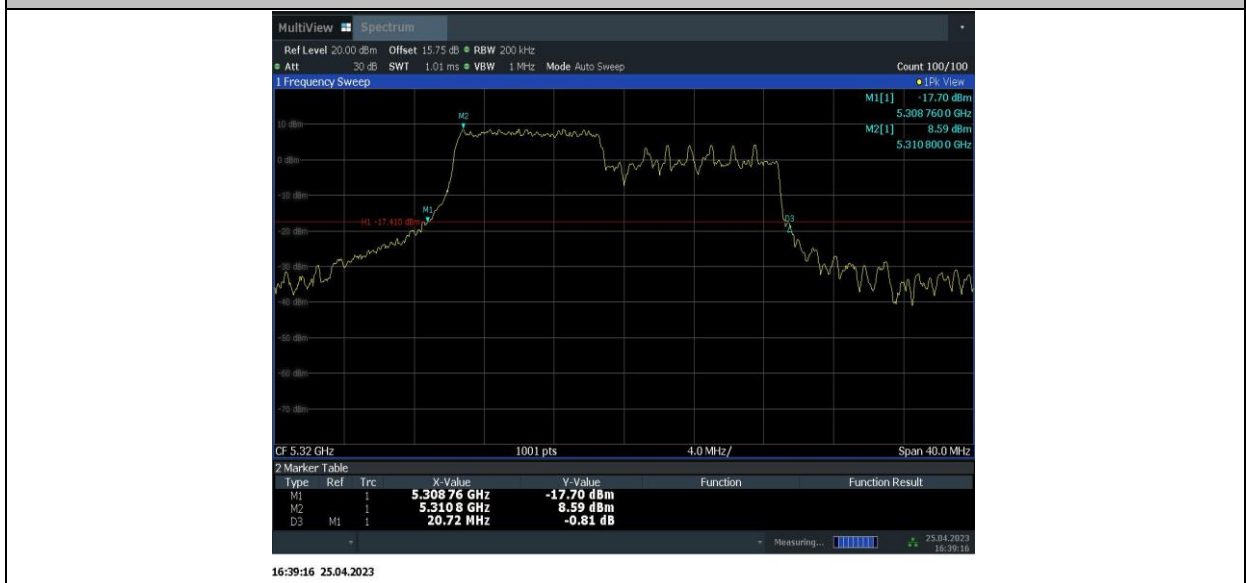 MultiView Spectrum
Ref Level 20.00 dBm Offset 15.75 dB RBW 200 kHz
Att 30 dB SWT 1.01 ms VBW 1 MHz Mode Auto Sweep Count 100/100
1 Frequency Sweep 1Pk View
M1[1] -17.70 dBm
5.308 760 0 GHz
M2[1] 8.59 dBm
5.310 800 0 GHz
M2
10 dBm
0 dBm
-10 dBm
M1
H1 -17.410 dBm
D3
-20 dBm
-30 dBm
-40 dBm
-50 dBm
-60 dBm
-70 dBm
CF 5.32 GHz 1001 pts 4.0 MHz/ Span 40.0 MHz
2 Marker Table
Type Ref Trc X-Value Y-Value Function Function Result
M1 1 5.308 76 GHz -17.70 dBm
M2 1 5.310 8 GHz 8.59 dBm
D3 M1 1 20.72 MHz -0.81 dB
Measuring... 25.04.2023
16:39:16
16:39:16 25.04.2023